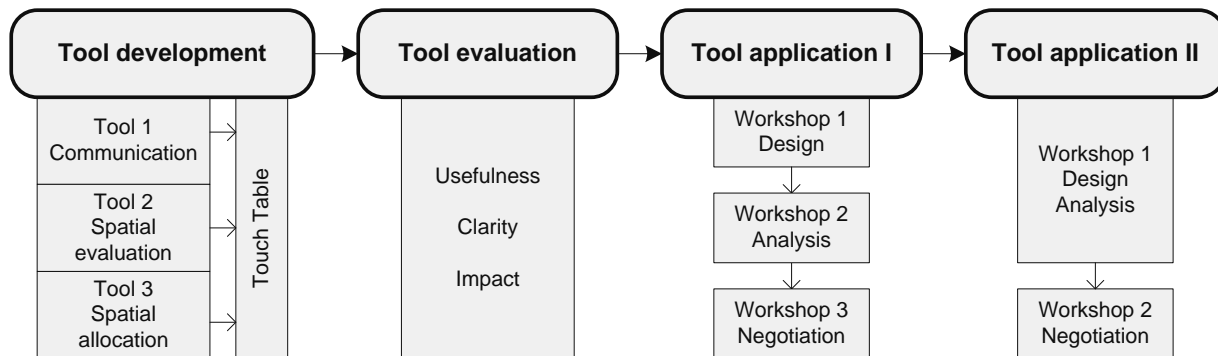 Tool development
Tool evaluation
Tool application I
Tool application II
Tool 1
Communication
Tool 2
Spatial
evaluation
Tool 3
Spatial
allocation
Touch Table
Usefulness
Clarity
Impact
Workshop 1
Design
Workshop 2
Analysis
Workshop 3
Negotiation
Workshop 1
Design
Analysis
Workshop 2
Negotiation